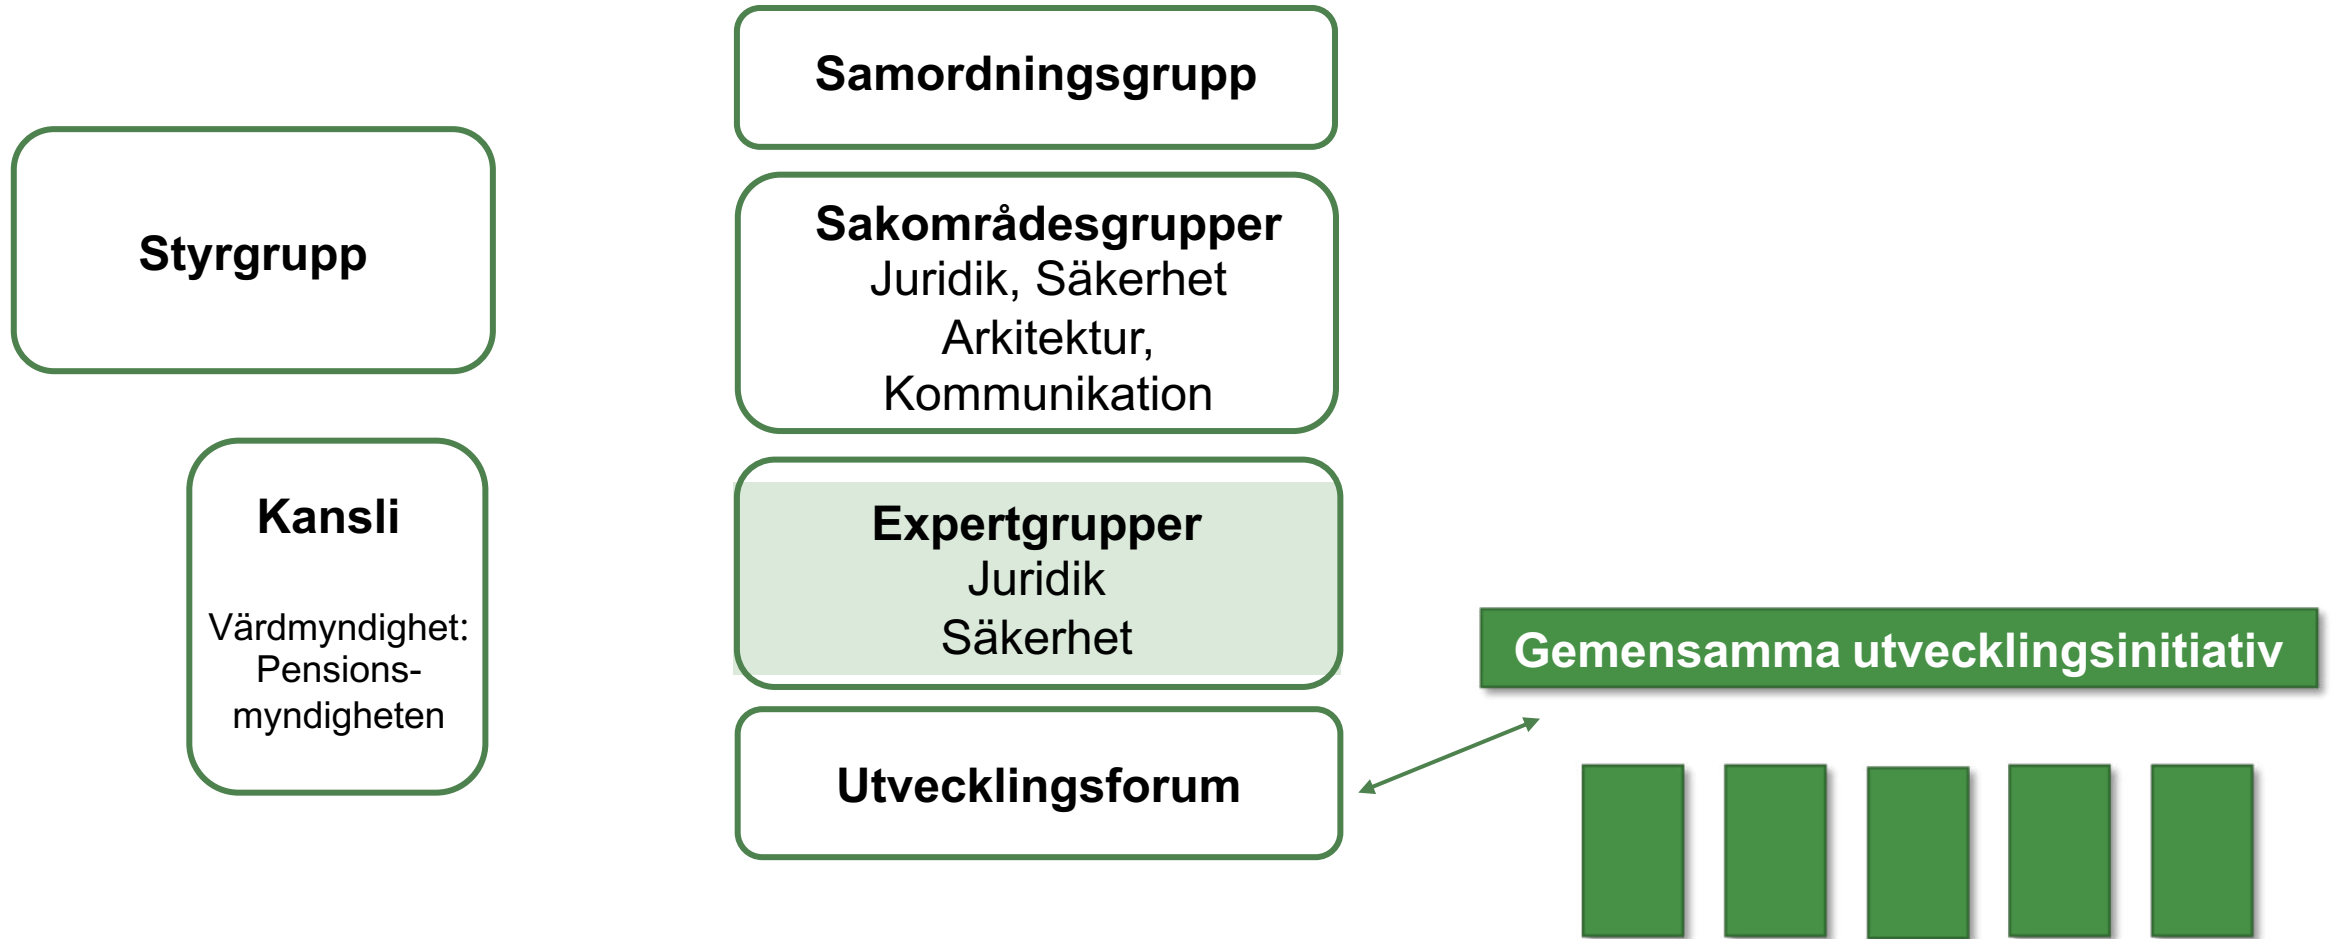 Styrgrupp
Kansli
Värdmyndighet:
Pensions-
myndigheten
Samordningsgrupp
Sakområdesgrupper
Juridik, Säkerhet
Arkitektur,
Kommunikation
Expertgrupper
Juridik
Säkerhet
Utvecklingsforum
Gemensamma utvecklingsinitiativ